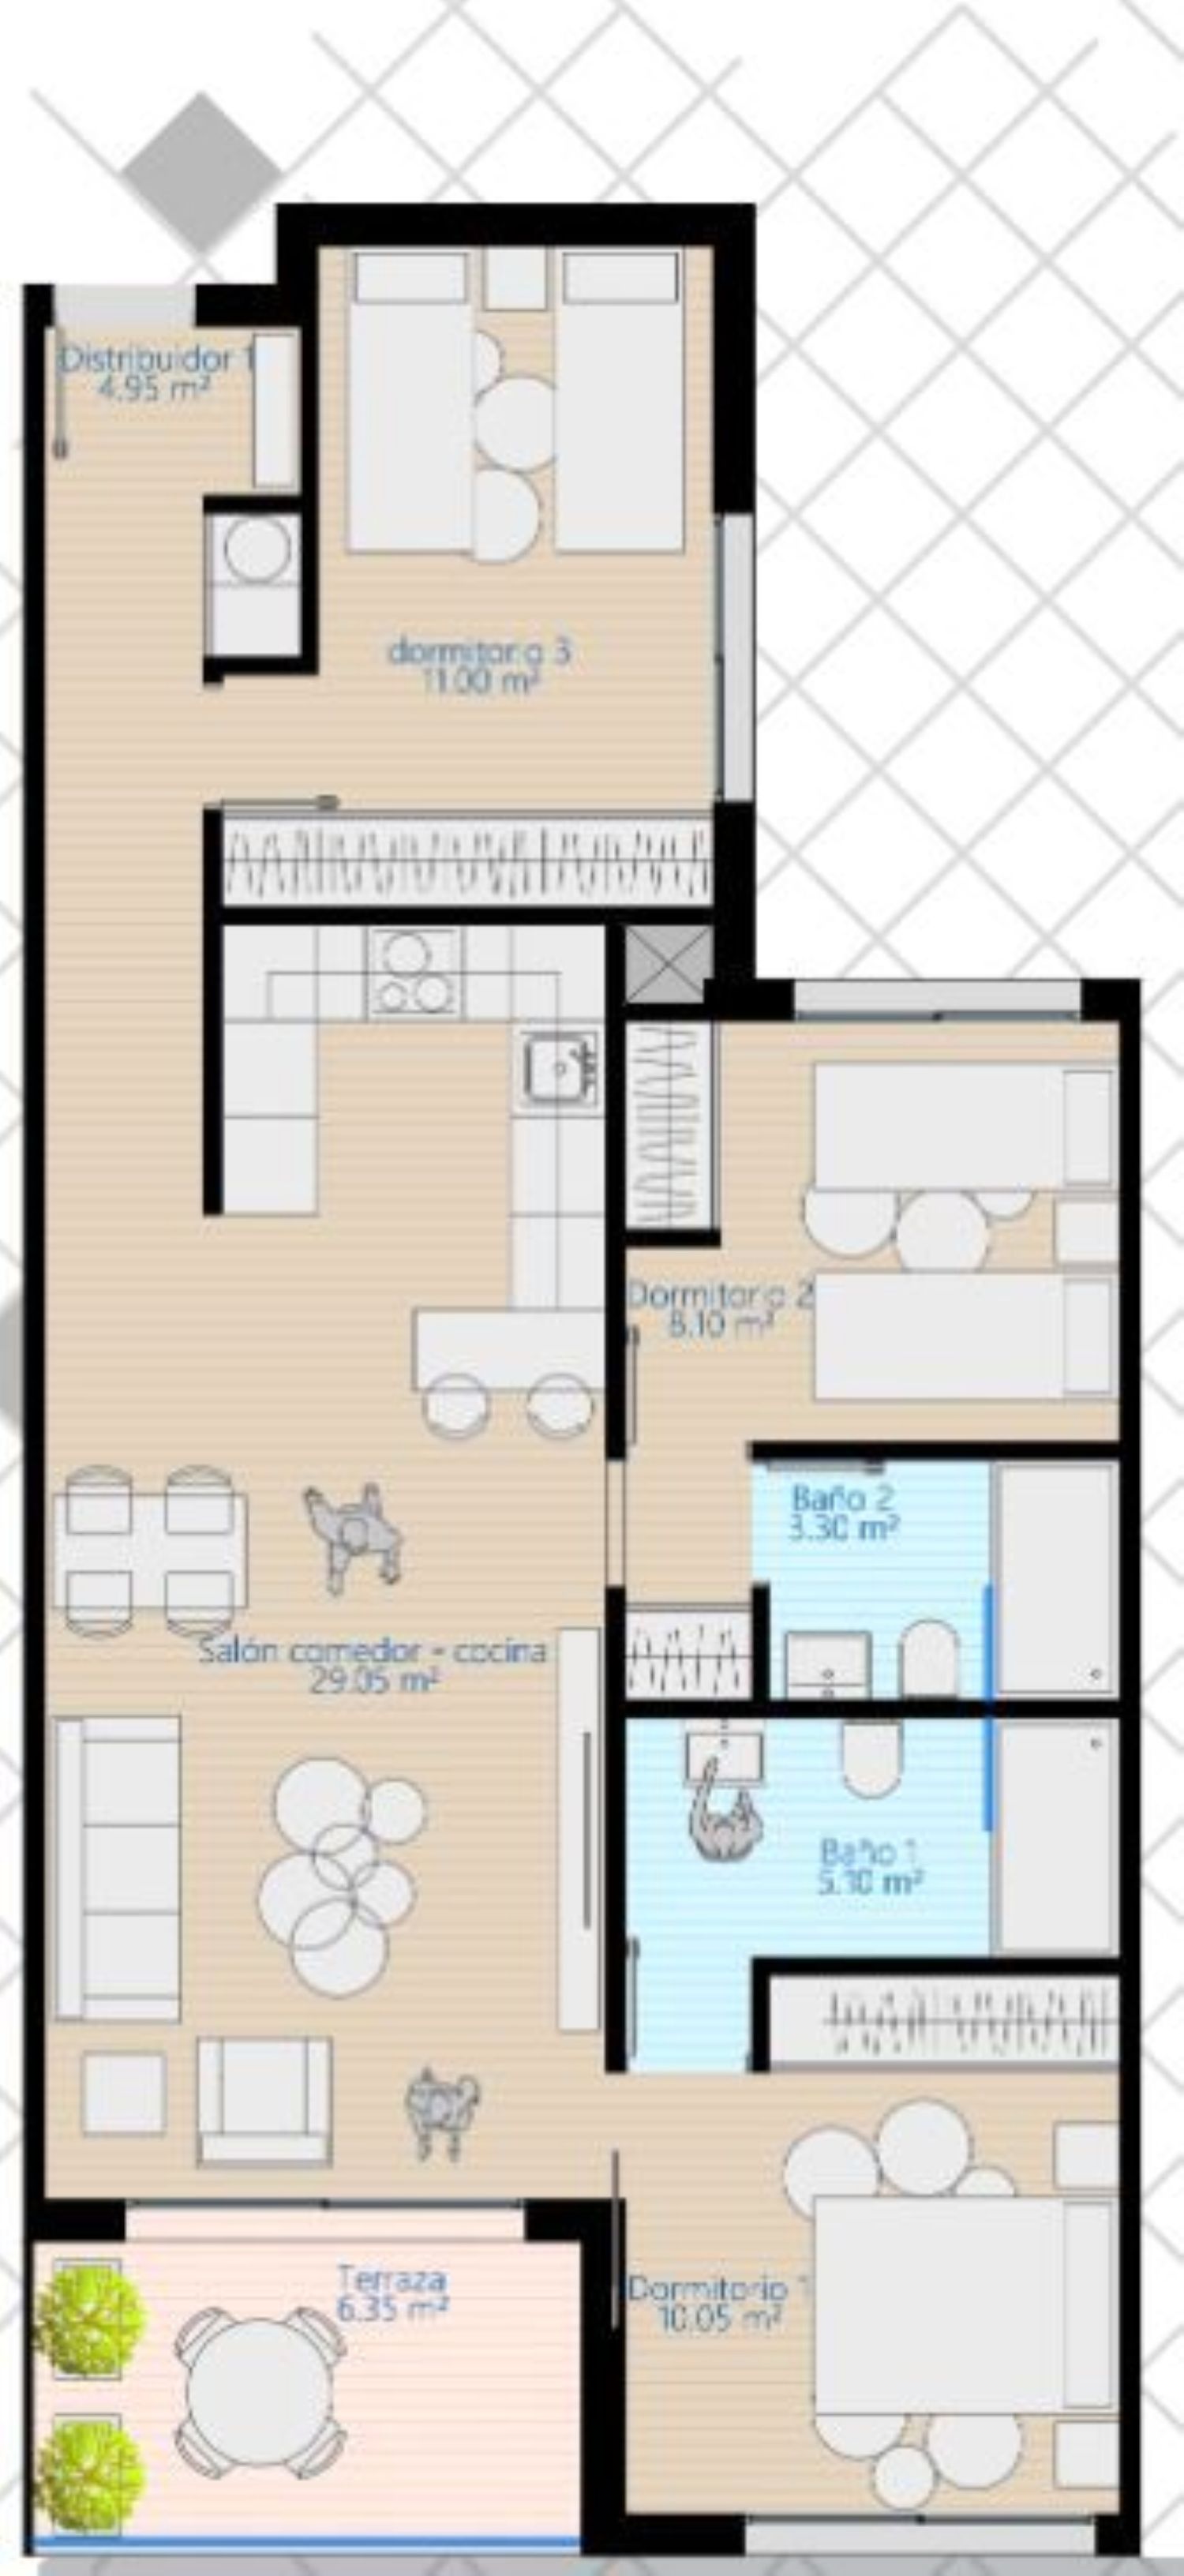 Distribuidor 1
4.95 m²
dormitorio 3
11.00 m²
Dormitorio 2
8.10 m²
Baño 2
3.30 m²
Salón comedor - cocina
29.05 m²
Baño 1
5.10 m²
Terraza
6.35 m²
Dormitorio 1
10.05 m²